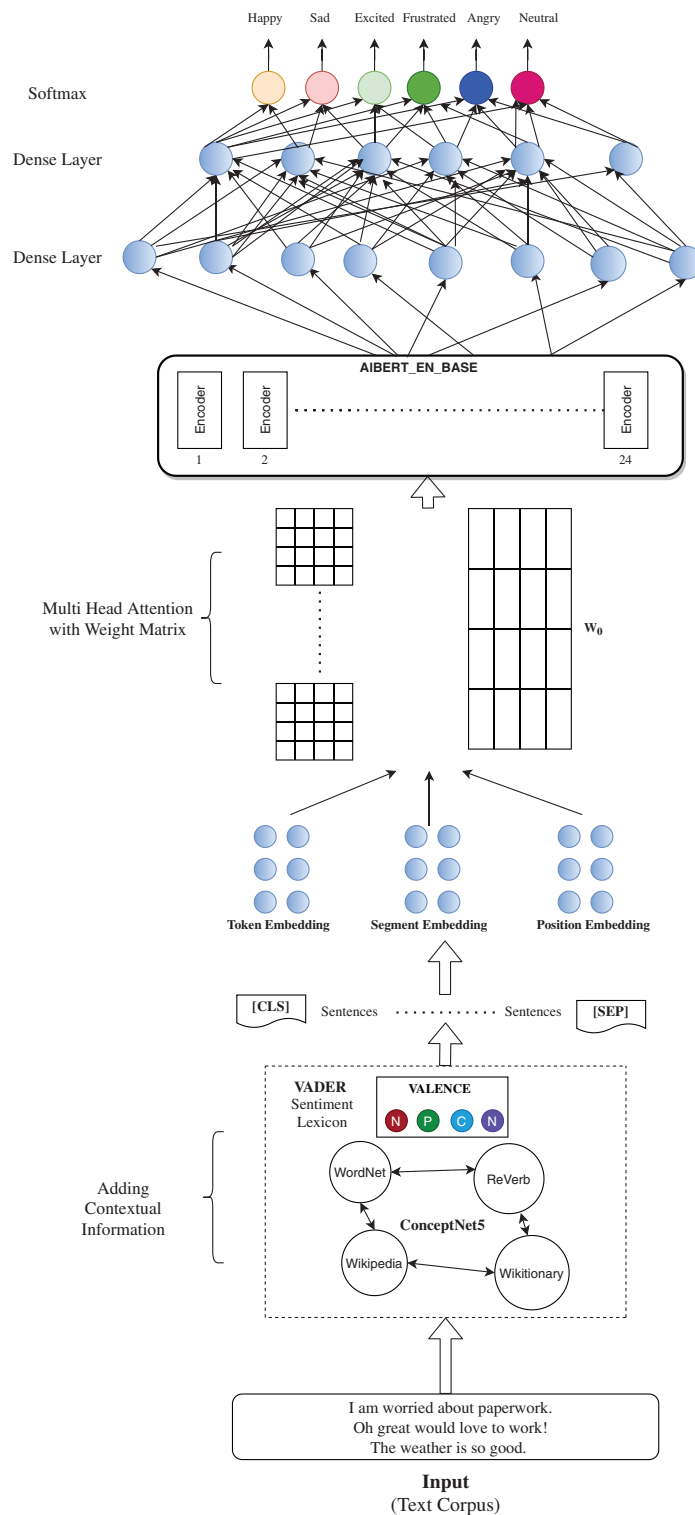 Happy Sad Excited Frustrated Angry Neutral
Softmax
Dense Layer
Dense Layer
AlBERT_EN_BASE
Encoder Encoder Encoder
1 2 24
Multi Head Attention
with Weight Matrix
W0
Token Embedding Segment Embedding Position Embedding
[CLS] Sentences Sentences [SEP]
VADER
Sentiment
Lexicon
VALENCE
N P C N
WordNet ReVerb
Adding
Contextual
Information
ConceptNet5
Wikipedia Wikitionary
I am worried about paperwork.
Oh great would love to work!
The weather is so good.
Input
(Text Corpus)